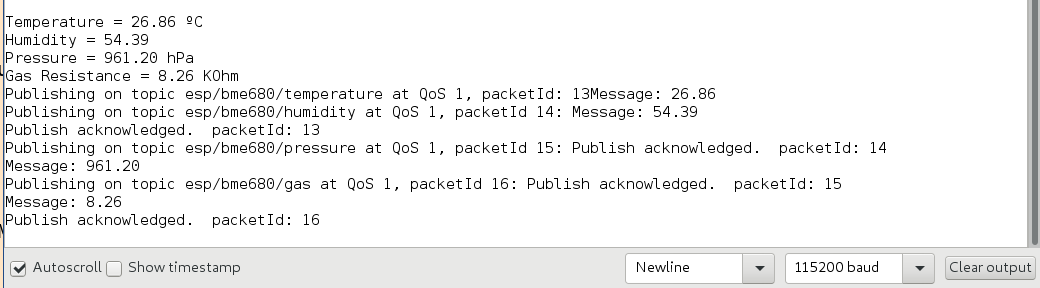 Temperature = 26.86 ºC
Humidity = 54.39
Pressure = 961.20 hPa
Gas Resistance = 8.26 KOhm
Publishing on topic esp/bme680/temperature at QoS 1, packetId: 13Message: 26.86
Publishing on topic esp/bme680/humidity at QoS 1, packetId 14: Message: 54.39
Publish acknowledged.  packetId: 13
Publishing on topic esp/bme680/pressure at QoS 1, packetId 15: Publish acknowledged.  packetId: 14
Message: 961.20
Publishing on topic esp/bme680/gas at QoS 1, packetId 16: Publish acknowledged.  packetId: 15
Message: 8.26
Publish acknowledged.  packetId: 16
Autoscroll Show timestamp Newline 115200 baud Clear output